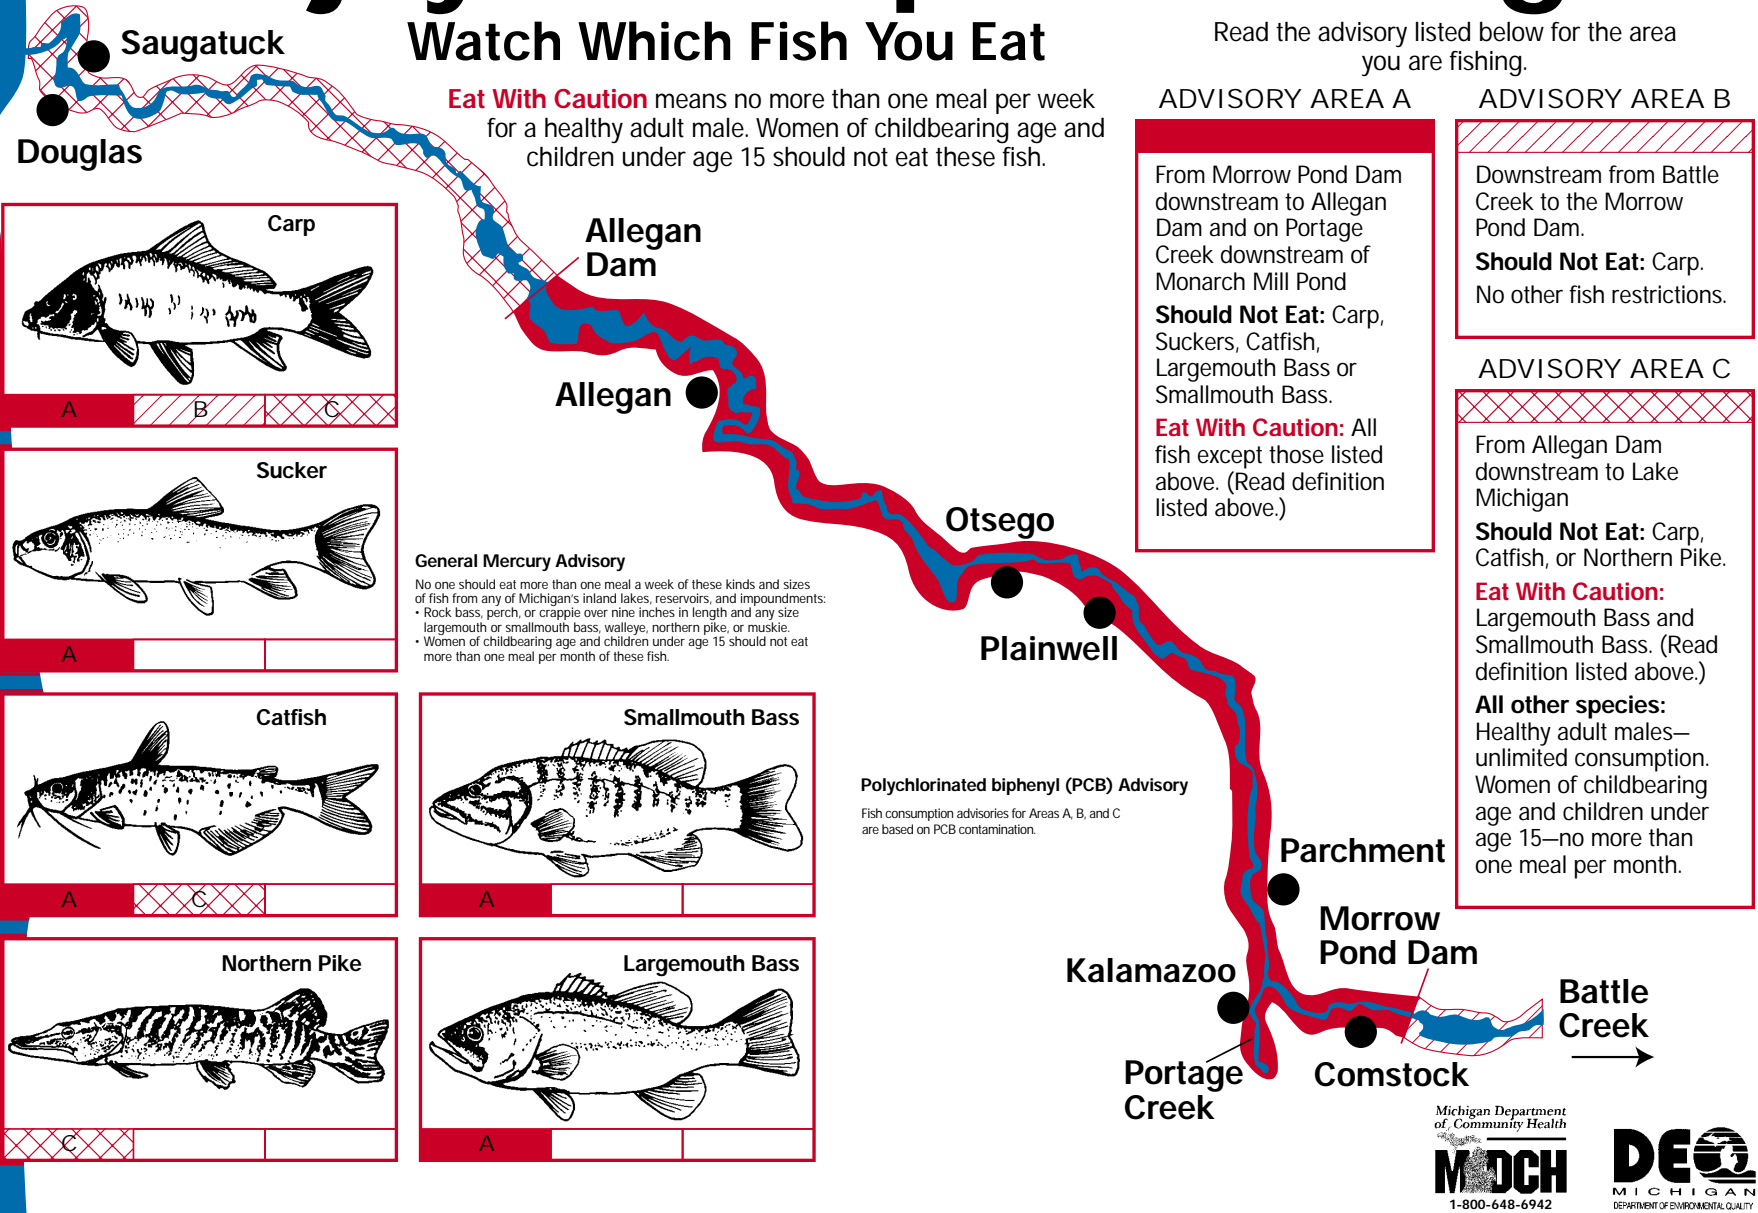 Watch Which Fish You Eat
Eat With Caution means no more than one meal per week
for a healthy adult male. Women of childbearing age and
children under age 15 should not eat these fish.
Read the advisory listed below for the area
you are fishing.
ADVISORY AREA A
From Morrow Pond Dam
downstream to Allegan
Dam and on Portage
Creek downstream of
Monarch Mill Pond
Should Not Eat: Carp,
Suckers, Catfish,
Largemouth Bass or
Smallmouth Bass.
Eat With Caution: All
fish except those listed
above. (Read definition
listed above.)
ADVISORY AREA B
Downstream from Battle
Creek to the Morrow
Pond Dam.
Should Not Eat: Carp.
No other fish restrictions.
ADVISORY AREA C
From Allegan Dam
downstream to Lake
Michigan
Should Not Eat: Carp,
Catfish, or Northern Pike.
Eat With Caution:
Largemouth Bass and
Smallmouth Bass. (Read
definition listed above.)
All other species:
Healthy adult males—
unlimited consumption.
Women of childbearing
age and children under
age 15—no more than
one meal per month.
Saugatuck
Douglas
Allegan
Dam
Allegan
Otsego
Plainwell
Parchment
Morrow
Pond Dam
Kalamazoo
Battle
Creek
Portage
Creek
Comstock
Carp
A B C
Sucker
A
Catfish
A C
Northern Pike
C
Smallmouth Bass
A
Largemouth Bass
A
General Mercury Advisory
No one should eat more than one meal a week of these kinds and sizes
of fish from any of Michigan's inland lakes, reservoirs, and impoundments:
• Rock bass, perch, or crappie over nine inches in length and any size
largemouth or smallmouth bass, walleye, northern pike, or muskie.
• Women of childbearing age and children under age 15 should not eat
more than one meal per month of these fish.
Polychlorinated biphenyl (PCB) Advisory
Fish consumption advisories for Areas A, B, and C
are based on PCB contamination.
Michigan Department
of Community Health
MDCH
1-800-648-6942
DEQ
MICHIGAN
DEPARTMENT OF ENVIRONMENTAL QUALITY